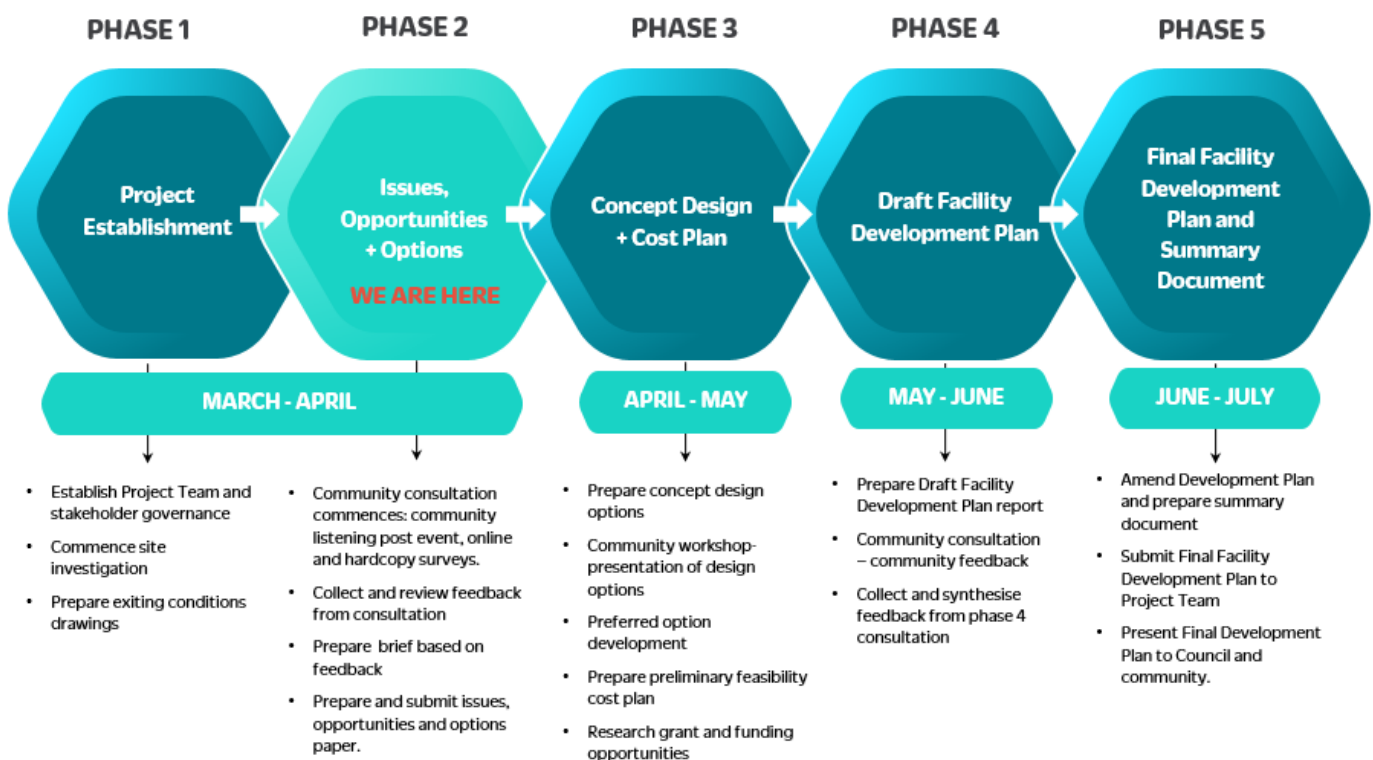 PHASE 1
PHASE 2
PHASE 3
PHASE 4
PHASE 5
Project
Establishment
Issues,
Opportunities
+ Options
WE ARE HERE
Concept Design
+ Cost Plan
Draft Facility
Development Plan
Final Facility
Development
Plan and
Summary
Document
MARCH - APRIL
APRIL - MAY
MAY - JUNE
JUNE - JULY
• Establish Project Team and
stakeholder governance
• Commence site
investigation
• Prepare exiting conditions
drawings
• Community consultation
commences: community
listening post event, online
and hardcopy surveys.
• Collect and review feedback
from consultation
• Prepare brief based on
feedback
• Prepare and submit issues,
opportunities and options
paper.
• Prepare concept design
options
• Community workshop-
presentation of design
options
• Preferred option
development
• Prepare preliminary feasibility
cost plan
• Research grant and funding
opportunities
• Prepare Draft Facility
Development Plan report
• Community consultation
– community feedback
• Collect and synthesise
feedback from phase 4
consultation
• Amend Development Plan
and prepare summary
document
• Submit Final Facility
Development Plan to
Project Team
• Present Final Development
Plan to Council and
community.